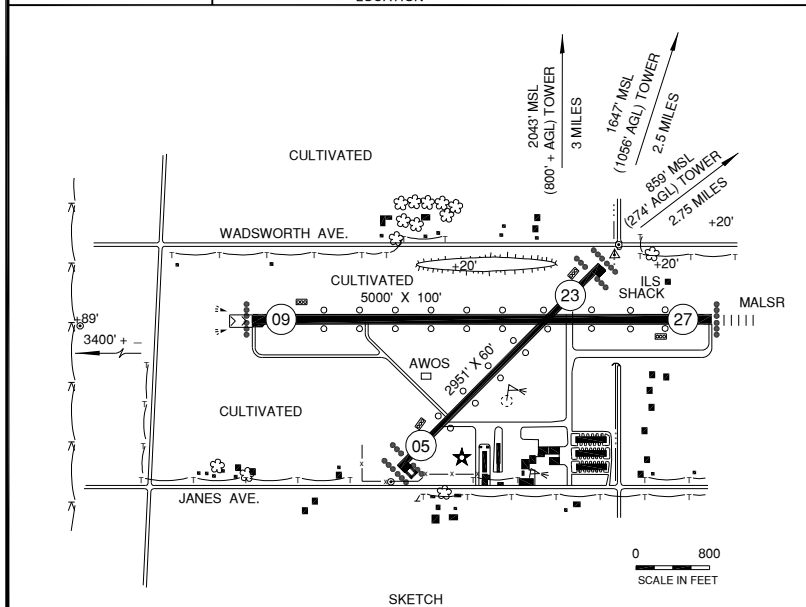 2043' MSL
(800' + AGL) TOWER
3 MILES
1647' MSL
(1056' AGL) TOWER
2.5 MILES
859' MSL
(274' AGL) TOWER
2.75 MILES
CULTIVATED
+20'
WADSWORTH AVE.
+20'
+20'
CULTIVATED
ILS
SHACK
5000' X 100'
23
MALSR
09
27
+89'
3400' + –
AWOS
2951' X 60'
CULTIVATED
05
JANES AVE.
0 800
SCALE IN FEET
SKETCH